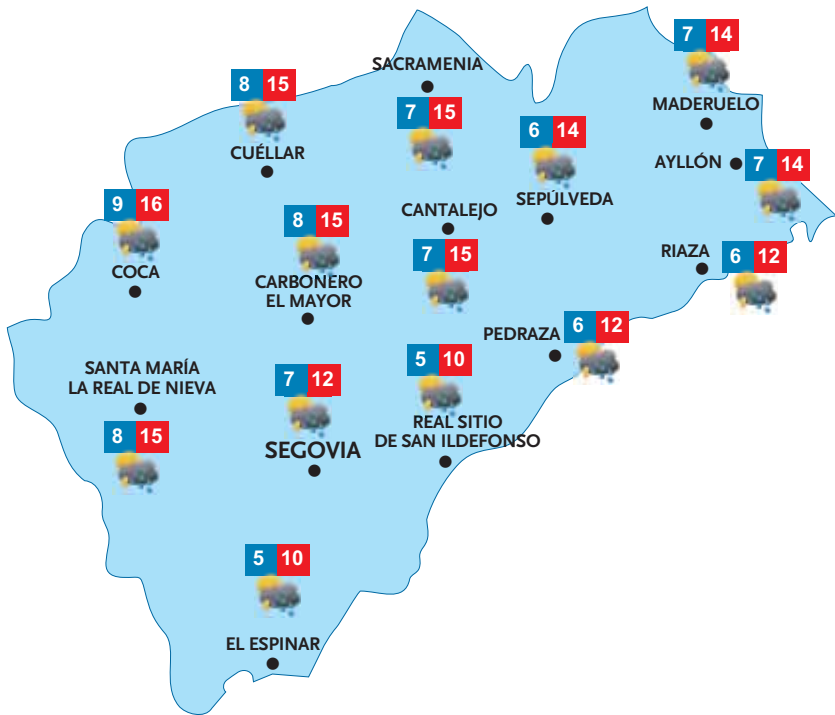 7 14
MADERUELO
SACRAMENIA
7 15
8 15
CUÉLLAR
6 14
SEPÚLVEDA
AYLLÓN
7 14
9 16
COCA
8 15
CARBONERO
EL MAYOR
CANTALEJO
7 15
RIAZA
6 12
PEDRAZA
6 12
SANTA MARÍA
LA REAL DE NIEVA
8 15
7 12
SEGOVIA
5 10
REAL SITIO
DE SAN ILDEFONSO
5 10
EL ESPINAR